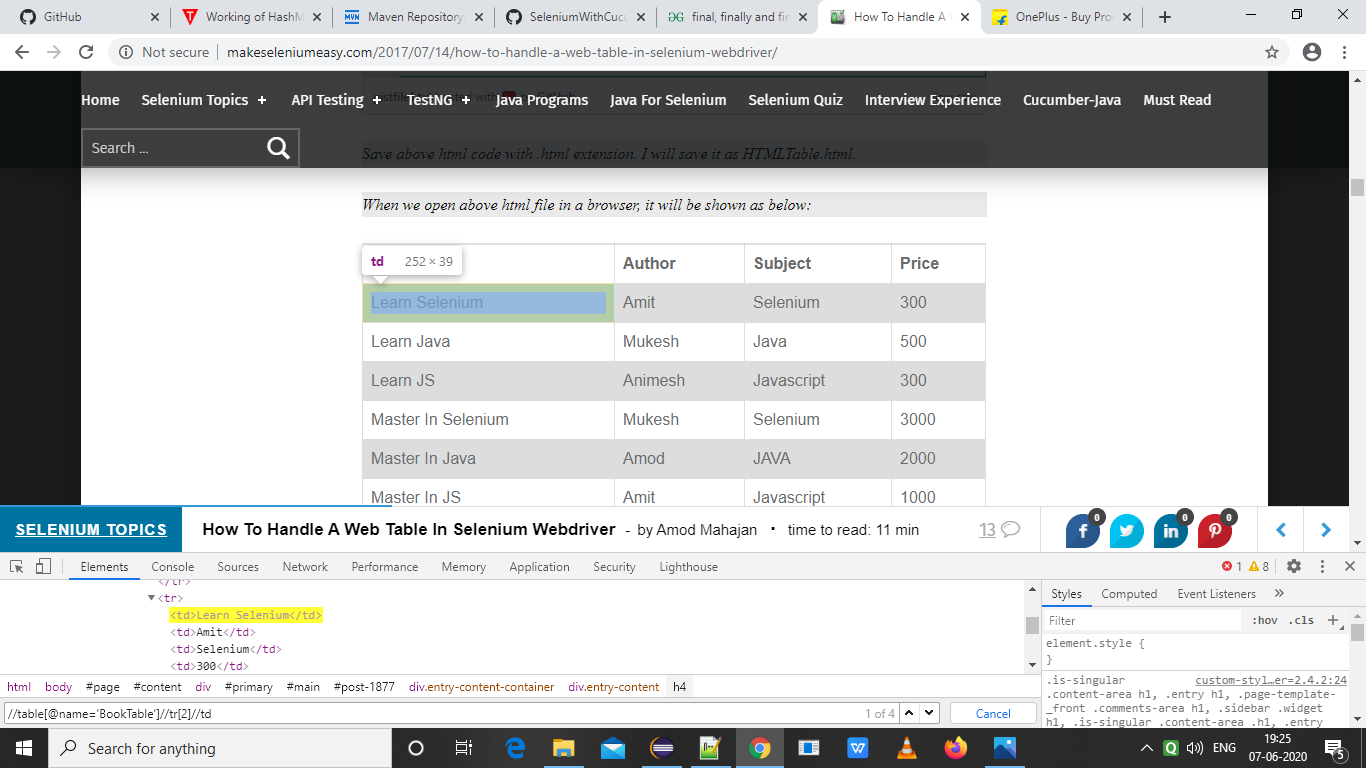 GitHub
Working of HashM
Maven Repository:
SeleniumWithCucu
final, finally and fin
How To Handle A W
OnePlus - Buy Pro
Not secure | makeseleniumeasy.com/2017/07/14/how-to-handle-a-web-table-in-selenium-webdriver/
Home Selenium Topics + API Testing + TestNG + Java Programs Java For Selenium Selenium Quiz Interview Experience Cucumber-Java Must Read
Search ...
Save above html code with .html extension. I will save it as HTMLTable.html.
When we open above html file in a browser, it will be shown as below:
td 252 × 39
Author Subject Price
Learn Selenium Amit Selenium 300
Learn Java Mukesh Java 500
Learn JS Animesh Javascript 300
Master In Selenium Mukesh Selenium 3000
Master In Java Amod JAVA 2000
Master In JS Amit Javascript 1000
SELENIUM TOPICS How To Handle A Web Table In Selenium Webdriver - by Amod Mahajan • time to read: 11 min 13 0 0 0
Elements Console Sources Network Performance Memory Application Security Lighthouse 1 8
</tr>
<tr>
<td>Learn Selenium</td>
<td>Amit</td>
<td>Selenium</td>
<td>300</td>
html body #page #content div #primary #main #post-1877 div.entry-content-container div.entry-content h4
//table[@name='BookTable']//tr[2]//td 1 of 4 Cancel
Styles Computed Event Listeners »
Filter :hov .cls +
element.style {
}
.is-singular custom-styl…er=2.4.2:24
.content-area h1, .entry h1, .page-template-
_front .comments-area h1, .sidebar .widget
h1, .is-singular .content-area .h1, .entry
Search for anything
ENG
19:25
07-06-2020
5